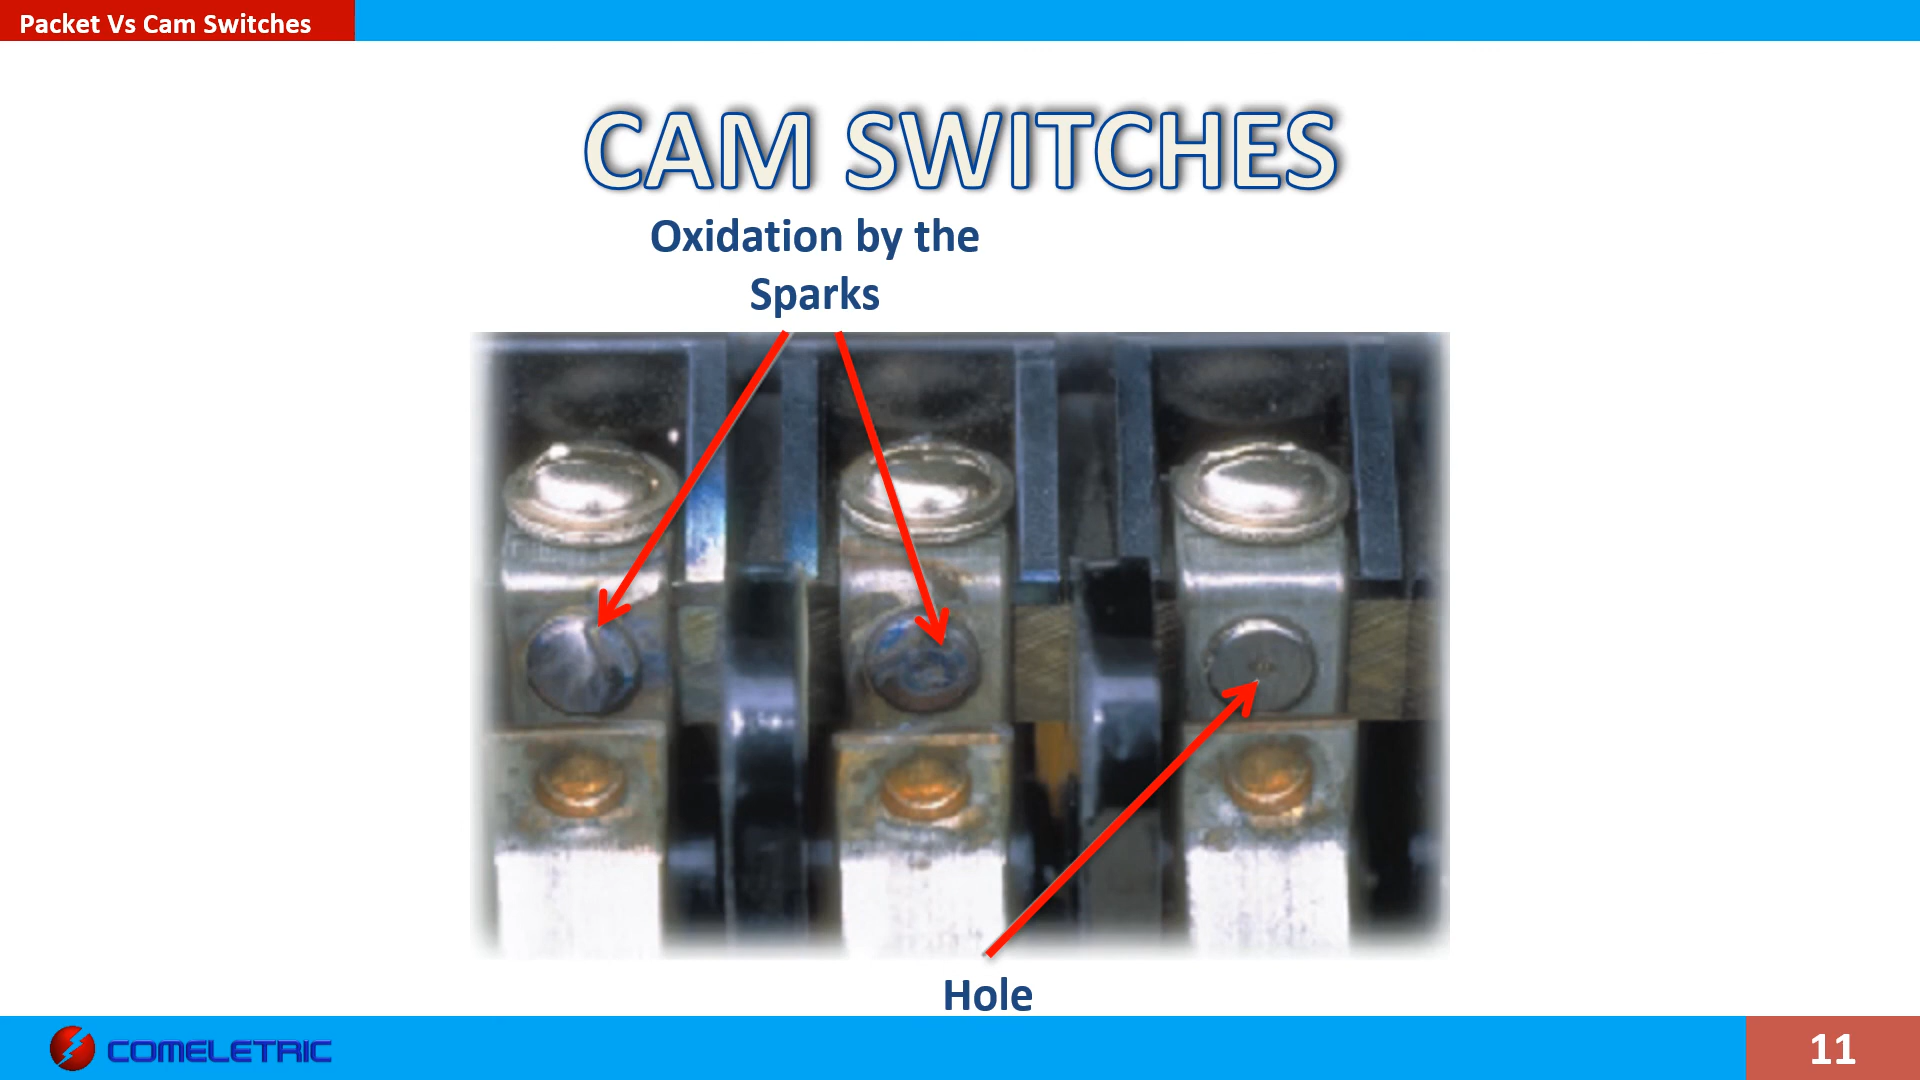 Packet Vs Cam Switches
CAM SWITCHES
Oxidation by the
Sparks
Hole
COMELETRIC
11